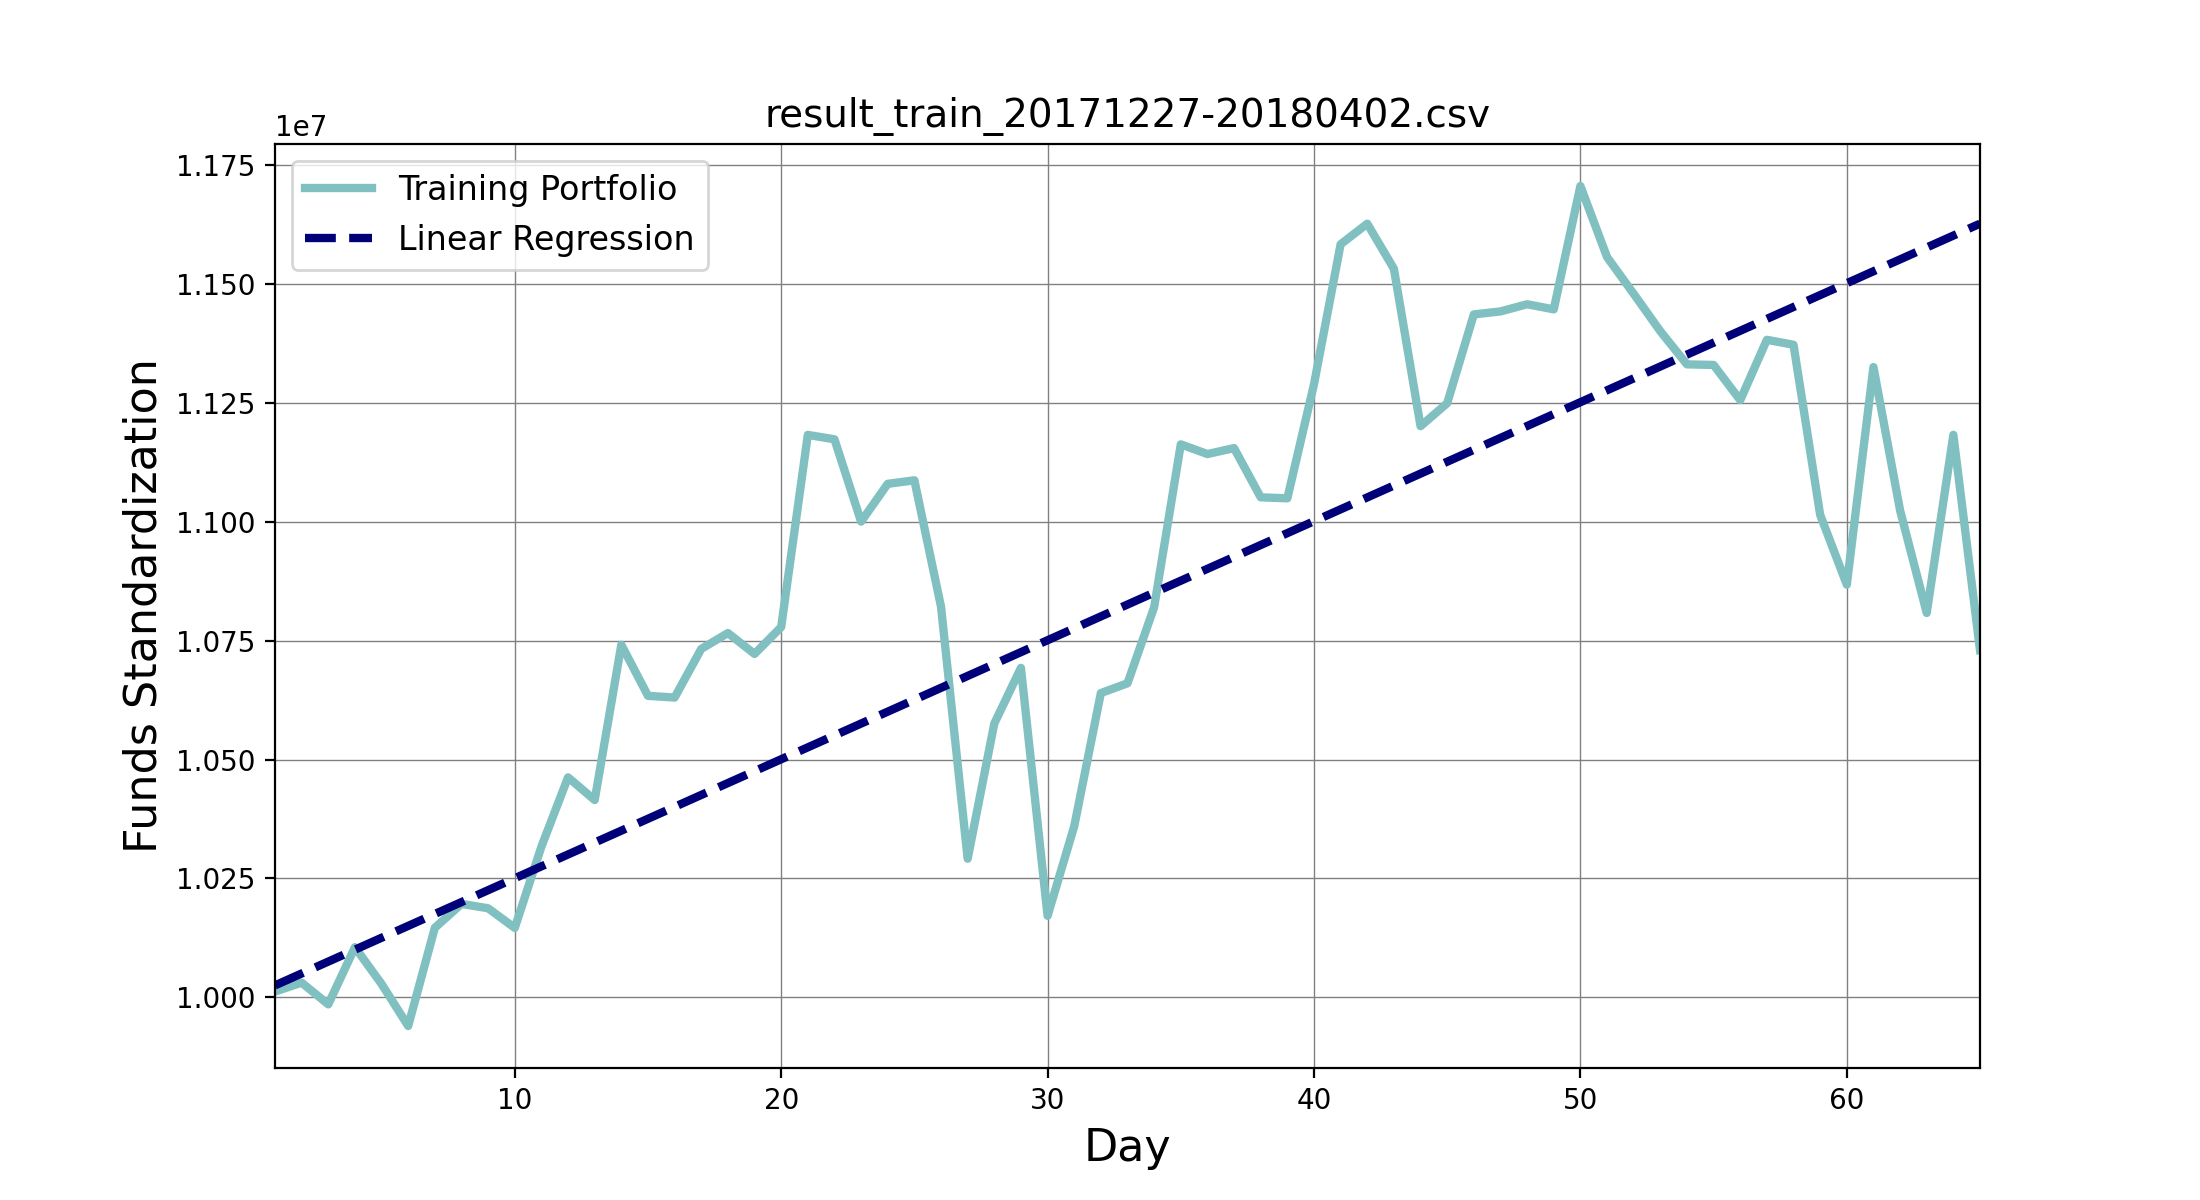 result_train_20171227-20180402.csv
1e7
1.175
1.150
1.125
1.100
1.075
1.050
1.025
1.000
Funds Standardization
Training Portfolio
Linear Regression
10 20 30 40 50 60
Day